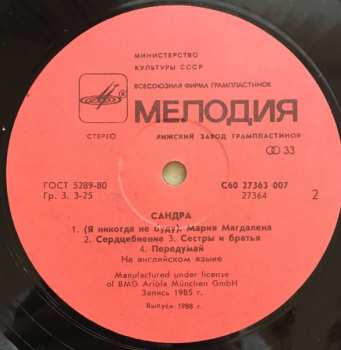 МИНИСТЕРСТВО
КУЛЬТУРЫ СССР
ВСЕСОЮЗНАЯ ФИРМА ГРАМПЛАСТИНОК
МЕЛОДИЯ
СТЕРЕО
РИЖСКИЙ ЗАВОД ГРАМПЛАСТИНОК
33
ГОСТ 5289-80
Гр. 3. 3-25
С60 27363 007
27364
2
САНДРА
1. (Я никогда не буду) Мария Магдалена
2. Сердцебиение 3. Сестры и братья
4. Передумай
На английском языке
Manufactured under license
of BMG Ariola München GmbH
Запись 1985 г.
Выпуск 1988 г.